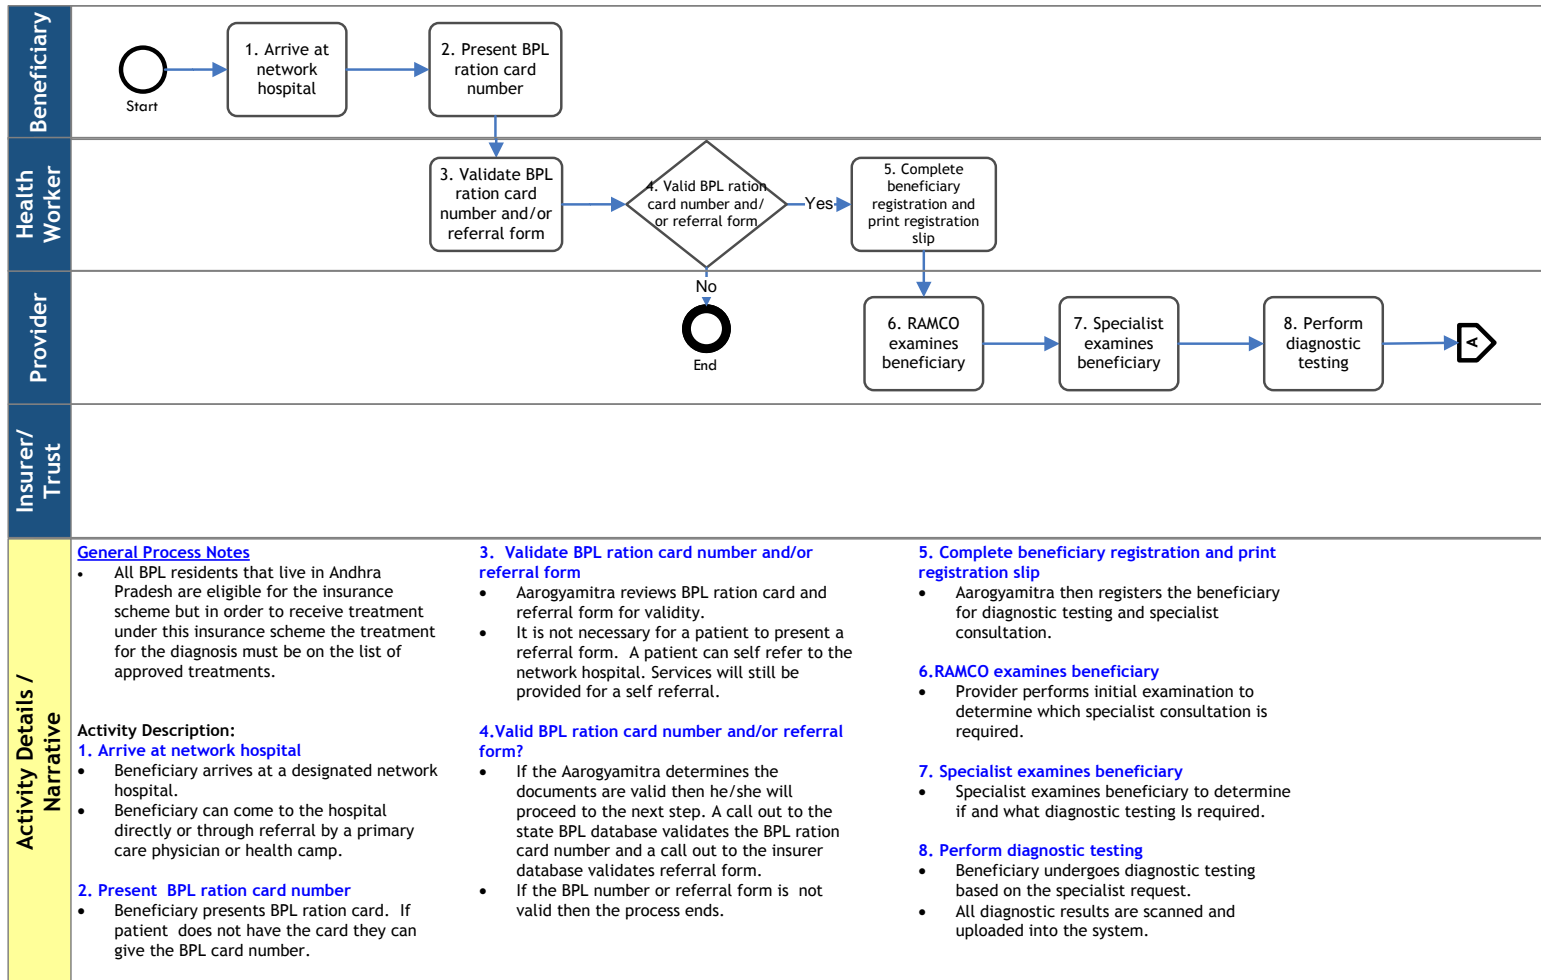 Beneficiary
Start
1. Arrive at
network
hospital
2. Present BPL
ration card
number
Health
Worker
3. Validate BPL
ration card
number and/or
referral form
4. Valid BPL ration
card number and/
or referral form
Yes
5. Complete
beneficiary
registration and
print registration
slip
No
Provider
End
6. RAMCO
examines
beneficiary
7. Specialist
examines
beneficiary
8. Perform
diagnostic
testing
A
Insurer/
Trust
Activity Details /
Narrative
General Process Notes
• All BPL residents that live in Andhra
Pradesh are eligible for the insurance
scheme but in order to receive treatment
under this insurance scheme the treatment
for the diagnosis must be on the list of
approved treatments.
Activity Description:
1. Arrive at network hospital
• Beneficiary arrives at a designated network
hospital.
• Beneficiary can come to the hospital
directly or through referral by a primary
care physician or health camp.
2. Present BPL ration card number
• Beneficiary presents BPL ration card. If
patient does not have the card they can
give the BPL card number.
3. Validate BPL ration card number and/or
referral form
• Aarogyamitra reviews BPL ration card and
referral form for validity.
• It is not necessary for a patient to present a
referral form. A patient can self refer to the
network hospital. Services will still be
provided for a self referral.
4.Valid BPL ration card number and/or referral
form?
• If the Aarogyamitra determines the
documents are valid then he/she will
proceed to the next step. A call out to the
state BPL database validates the BPL ration
card number and a call out to the insurer
database validates referral form.
• If the BPL number or referral form is not
valid then the process ends.
5. Complete beneficiary registration and print
registration slip
• Aarogyamitra then registers the beneficiary
for diagnostic testing and specialist
consultation.
6.RAMCO examines beneficiary
• Provider performs initial examination to
determine which specialist consultation is
required.
7. Specialist examines beneficiary
• Specialist examines beneficiary to determine
if and what diagnostic testing Is required.
8. Perform diagnostic testing
• Beneficiary undergoes diagnostic testing
based on the specialist request.
• All diagnostic results are scanned and
uploaded into the system.